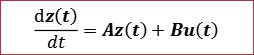 dz(t)/dt = Az(t) + Bu(t)